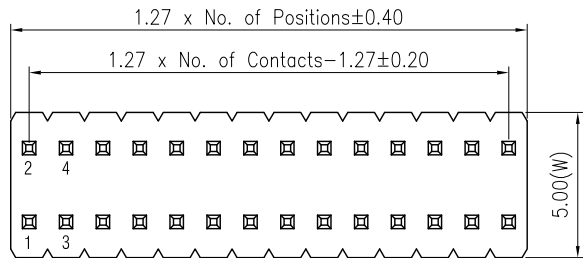 1.27 x No. of Positions±0.40
1.27 x No. of Contacts-1.27±0.20
2 4
1 3
5.00(W)